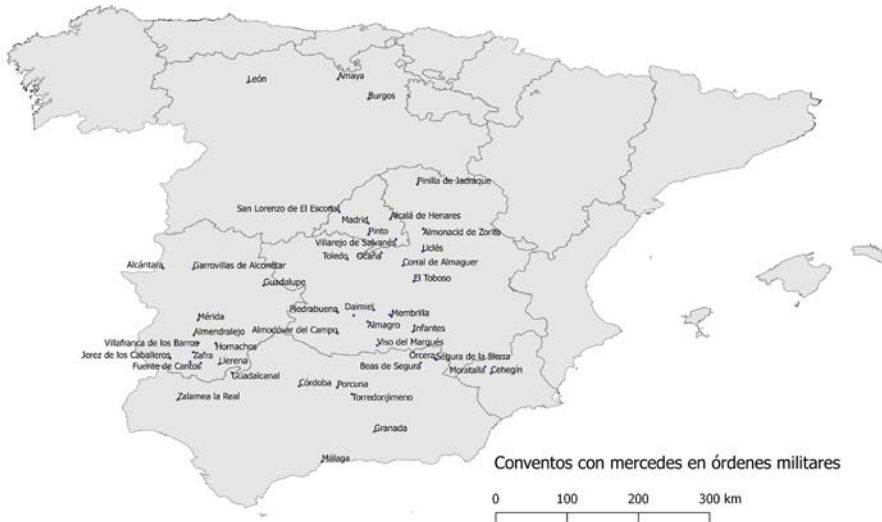 León
Amaya
Burgos
Pinilla de Jadraque
San Lorenzo de El Escorial
Madrid
Alcalá de Henares
Pinto
Almonacid de Zorita
Villarejo de Salvanés
Uclés
Toledo
Ocaña
Corral de Almaguer
Alcántara
Garrovillas de Alconétar
El Toboso
Guadalupe
Piedrabuena
Daimiel
Membrilla
Mérida
Almagro
Infantes
Almendralejo
Almodóvar del Campo
Villafranca de los Barros
Hornachos
Viso del Marqués
Jerez de los Caballeros
Zafra
Orcera
Segura de la Sierra
Fuente de Cantos
Llerena
Beas de Segura
Moratalla
Cehegín
Guadalcanal
Córdoba
Porcuna
Zalamea la Real
Torredonjimeno
Granada
Málaga
Conventos con mercedes en órdenes militares
0 100 200 300 km